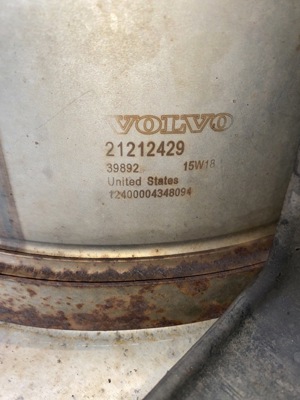 VOLVO
21212429
39892 15W18
United States
12400004348094